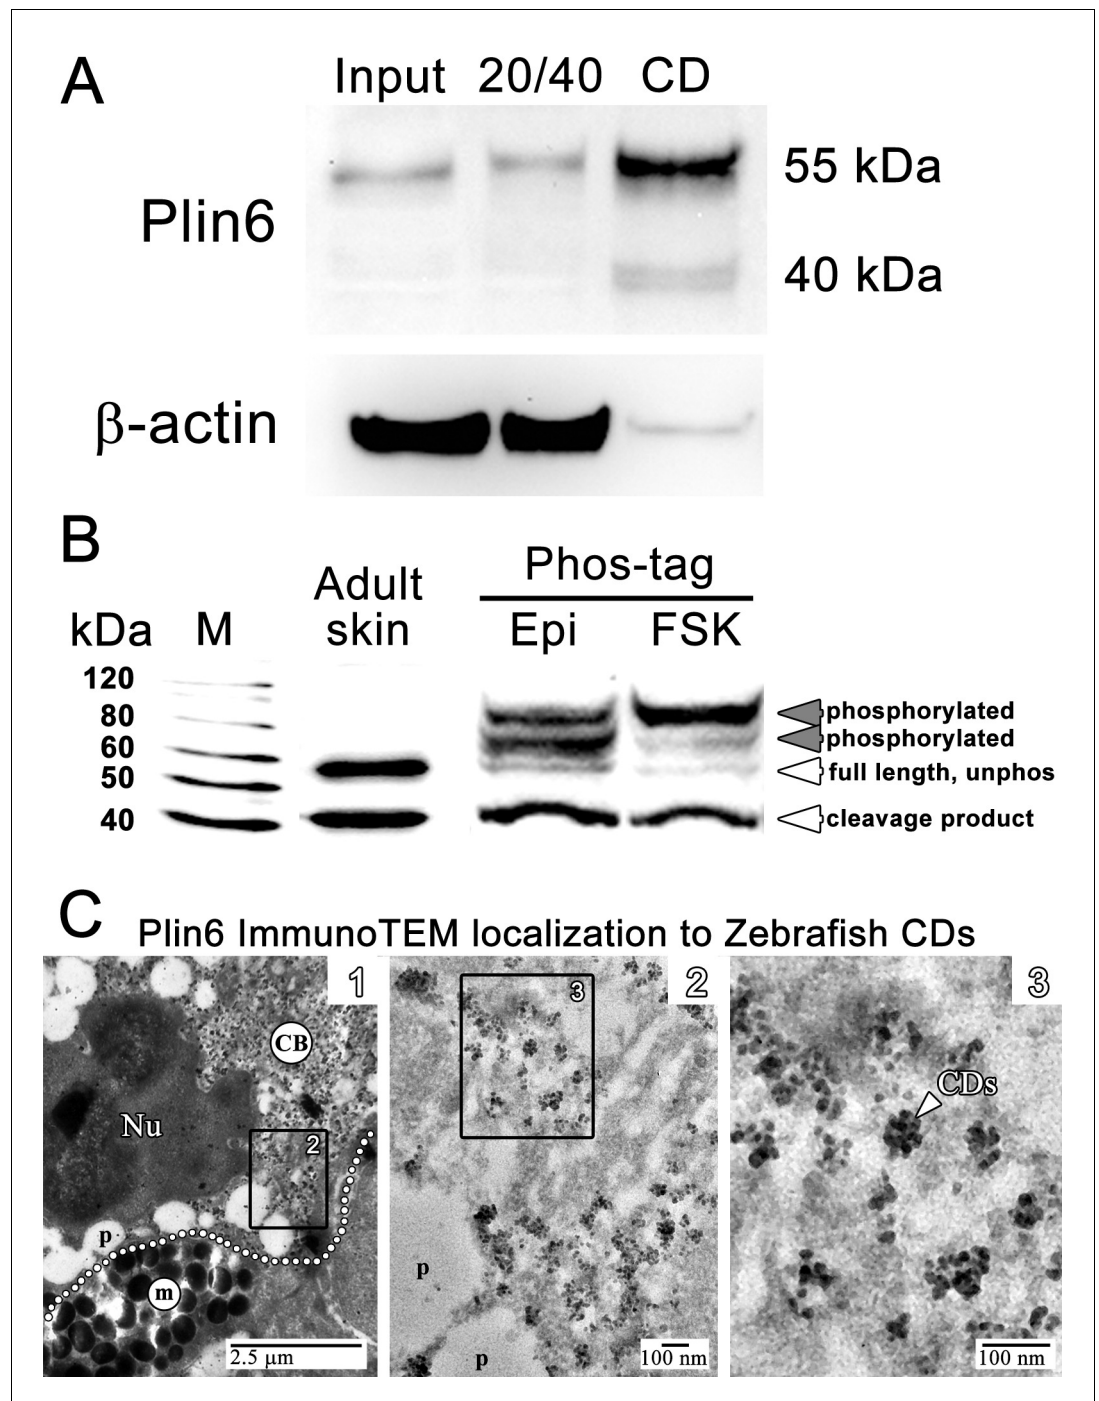 A
Input 20/40 CD
55 kDa
Plin6
40 kDa
β-actin
B
Phos-tag
Adult
skin
kDa M Epi FSK
120
80
60
50
40
phosphorylated
phosphorylated
full length, unphos
cleavage product
C
Plin6 ImmunoTEM localization to Zebrafish CDs
1
CB
Nu
2
p
m
2.5 μm
2
3
p
p
100 nm
3
CDs
100 nm